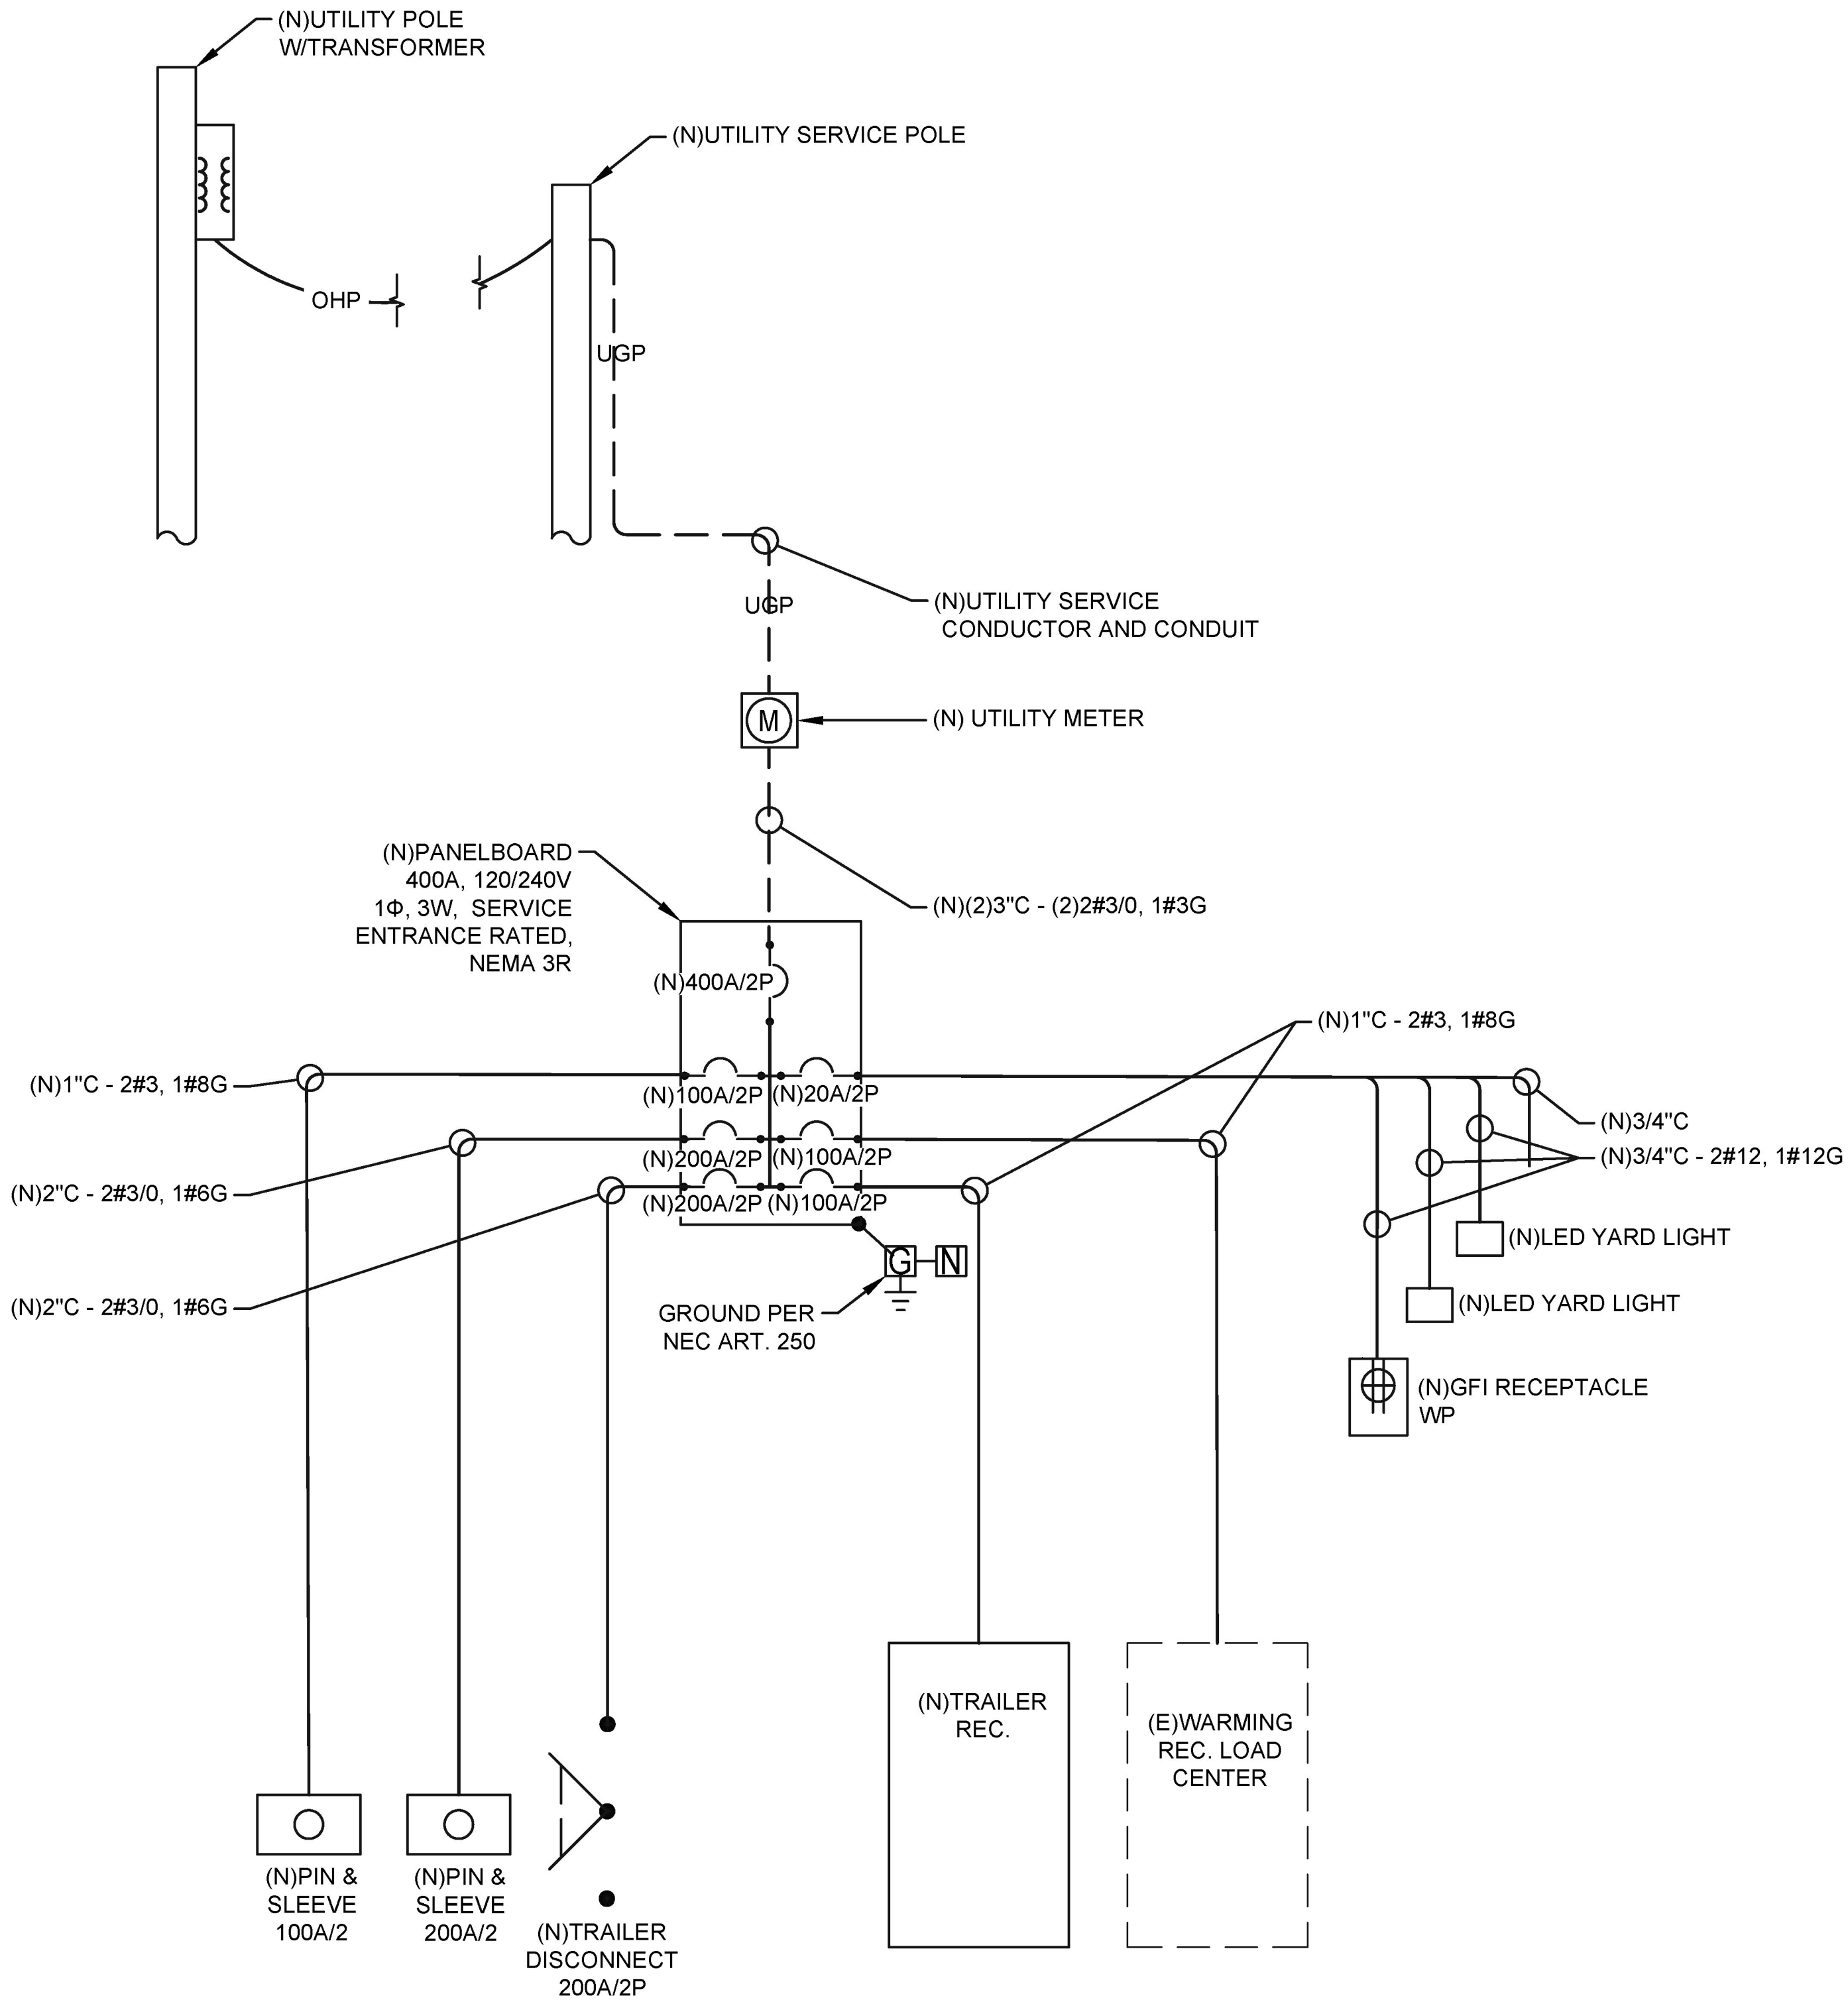 (N)UTILITY POLE
W/TRANSFORMER
(N)UTILITY SERVICE POLE
OHP
UGP
(N)UTILITY SERVICE
CONDUCTOR AND CONDUIT
UGP
M
(N) UTILITY METER
(N)PANELBOARD
400A, 120/240V
1Φ, 3W, SERVICE
ENTRANCE RATED,
NEMA 3R
(N)(2)3"C - (2)2#3/0, 1#3G
(N)400A/2P
(N)1"C - 2#3, 1#8G
(N)1"C - 2#3, 1#8G
(N)100A/2P
(N)20A/2P
(N)3/4"C
(N)3/4"C - 2#12, 1#12G
(N)200A/2P
(N)100A/2P
(N)2"C - 2#3/0, 1#6G
(N)200A/2P
(N)100A/2P
(N)LED YARD LIGHT
G
N
(N)2"C - 2#3/0, 1#6G
(N)LED YARD LIGHT
GROUND PER
NEC ART. 250
(N)GFI RECEPTACLE
WP
(N)TRAILER
REC.
(E)WARMING
REC. LOAD
CENTER
(N)PIN &
SLEEVE
100A/2
(N)PIN &
SLEEVE
200A/2
(N)TRAILER
DISCONNECT
200A/2P